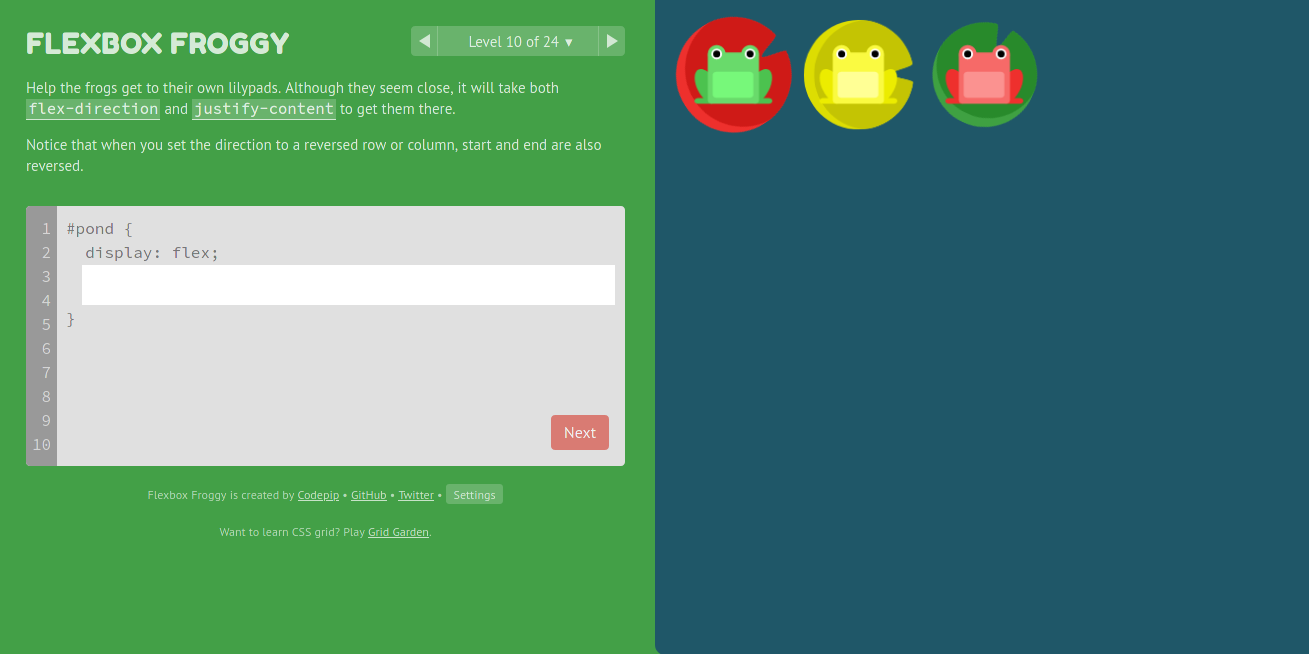 FLEXBOX FROGGY
Level 10 of 24 ▼
Help the frogs get to their own lilypads. Although they seem close, it will take both
flex-direction and justify-content to get them there.
Notice that when you set the direction to a reversed row or column, start and end are also
reversed.
1 #pond {
2 display: flex;
3
4
5 }
6
7
8
9
10
Next
Flexbox Froggy is created by Codepip • GitHub • Twitter • Settings
Want to learn CSS grid? Play Grid Garden.